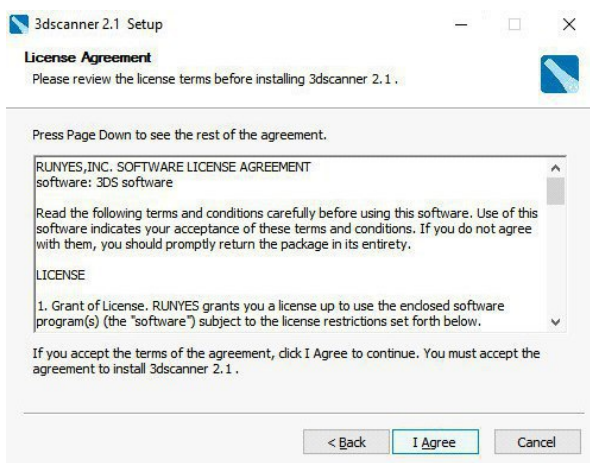 3dscanner 2.1 Setup
License Agreement
Please review the license terms before installing 3dscanner 2.1 .
Press Page Down to see the rest of the agreement.
RUNYES,INC. SOFTWARE LICENSE AGREEMENT
software: 3DS software
Read the following terms and conditions carefully before using this software. Use of this
software indicates your acceptance of these terms and conditions. If you do not agree
with them, you should promptly return the package in its entirety.
LICENSE
1. Grant of License. RUNYES grants you a license up to use the enclosed software
program(s) (the "software") subject to the license restrictions set forth below.
If you accept the terms of the agreement, click I Agree to continue. You must accept the
agreement to install 3dscanner 2.1 .
< Back
I Agree
Cancel